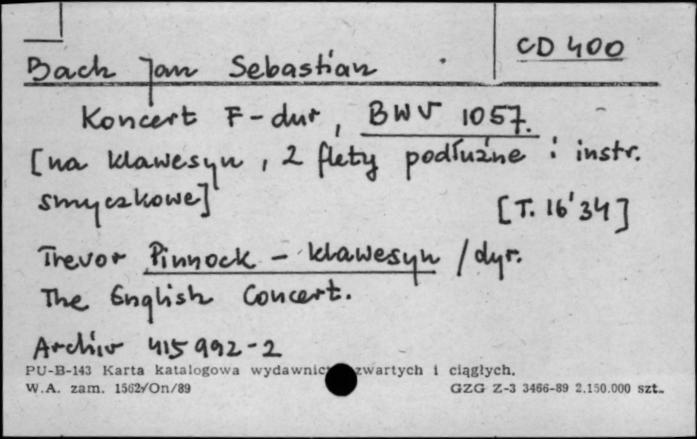 CD 400
Bach Jan Sebastian
Koncert F-dur, BWV 1057.
[na klawesyn, 2 flety podłużne i instr.
smyczkowe]
[T. 16'34]
Trevor Pinnock - klawesyn / dyr.
The English Concert.
Archiv 415 992-2
PU-B-143 Karta katalogowa wydawnict zwartych i ciągłych.
W.A. zam. 1562/On/89 GZG Z-3 3466-89 2.150.000 szt.